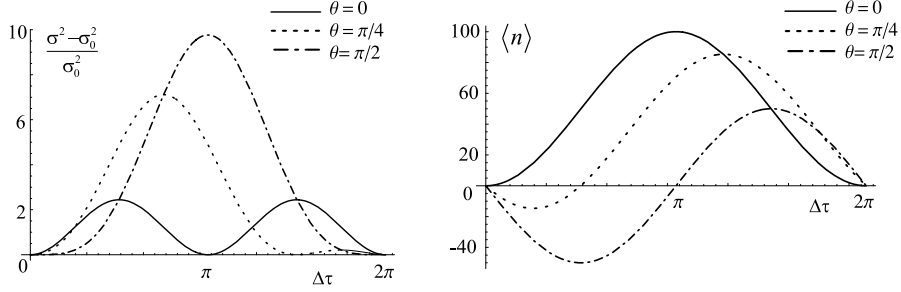 θ = 0
θ = π/4
θ = π/2
10
σ²−σ₀²
σ₀²
6
2
0
π
2π
Δτ
⟨n⟩
θ = 0
θ = π/4
θ = π/2
100
60
20
0
-40
π
Δτ
2π